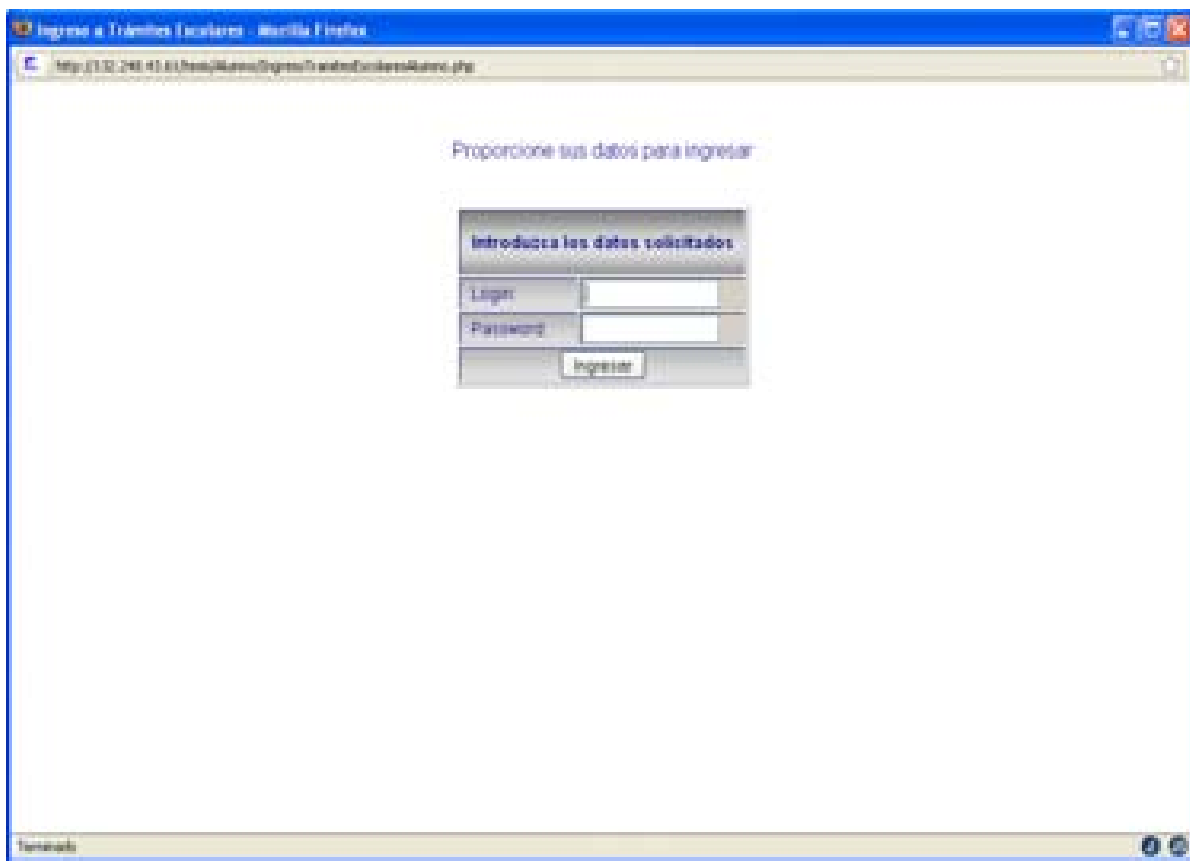 Ingreso a Trámites Escolares - Mozilla Firefox
Proporcione sus datos para ingresar
Introduzca los datos solicitados
Login
Password
Ingresar
Terminado